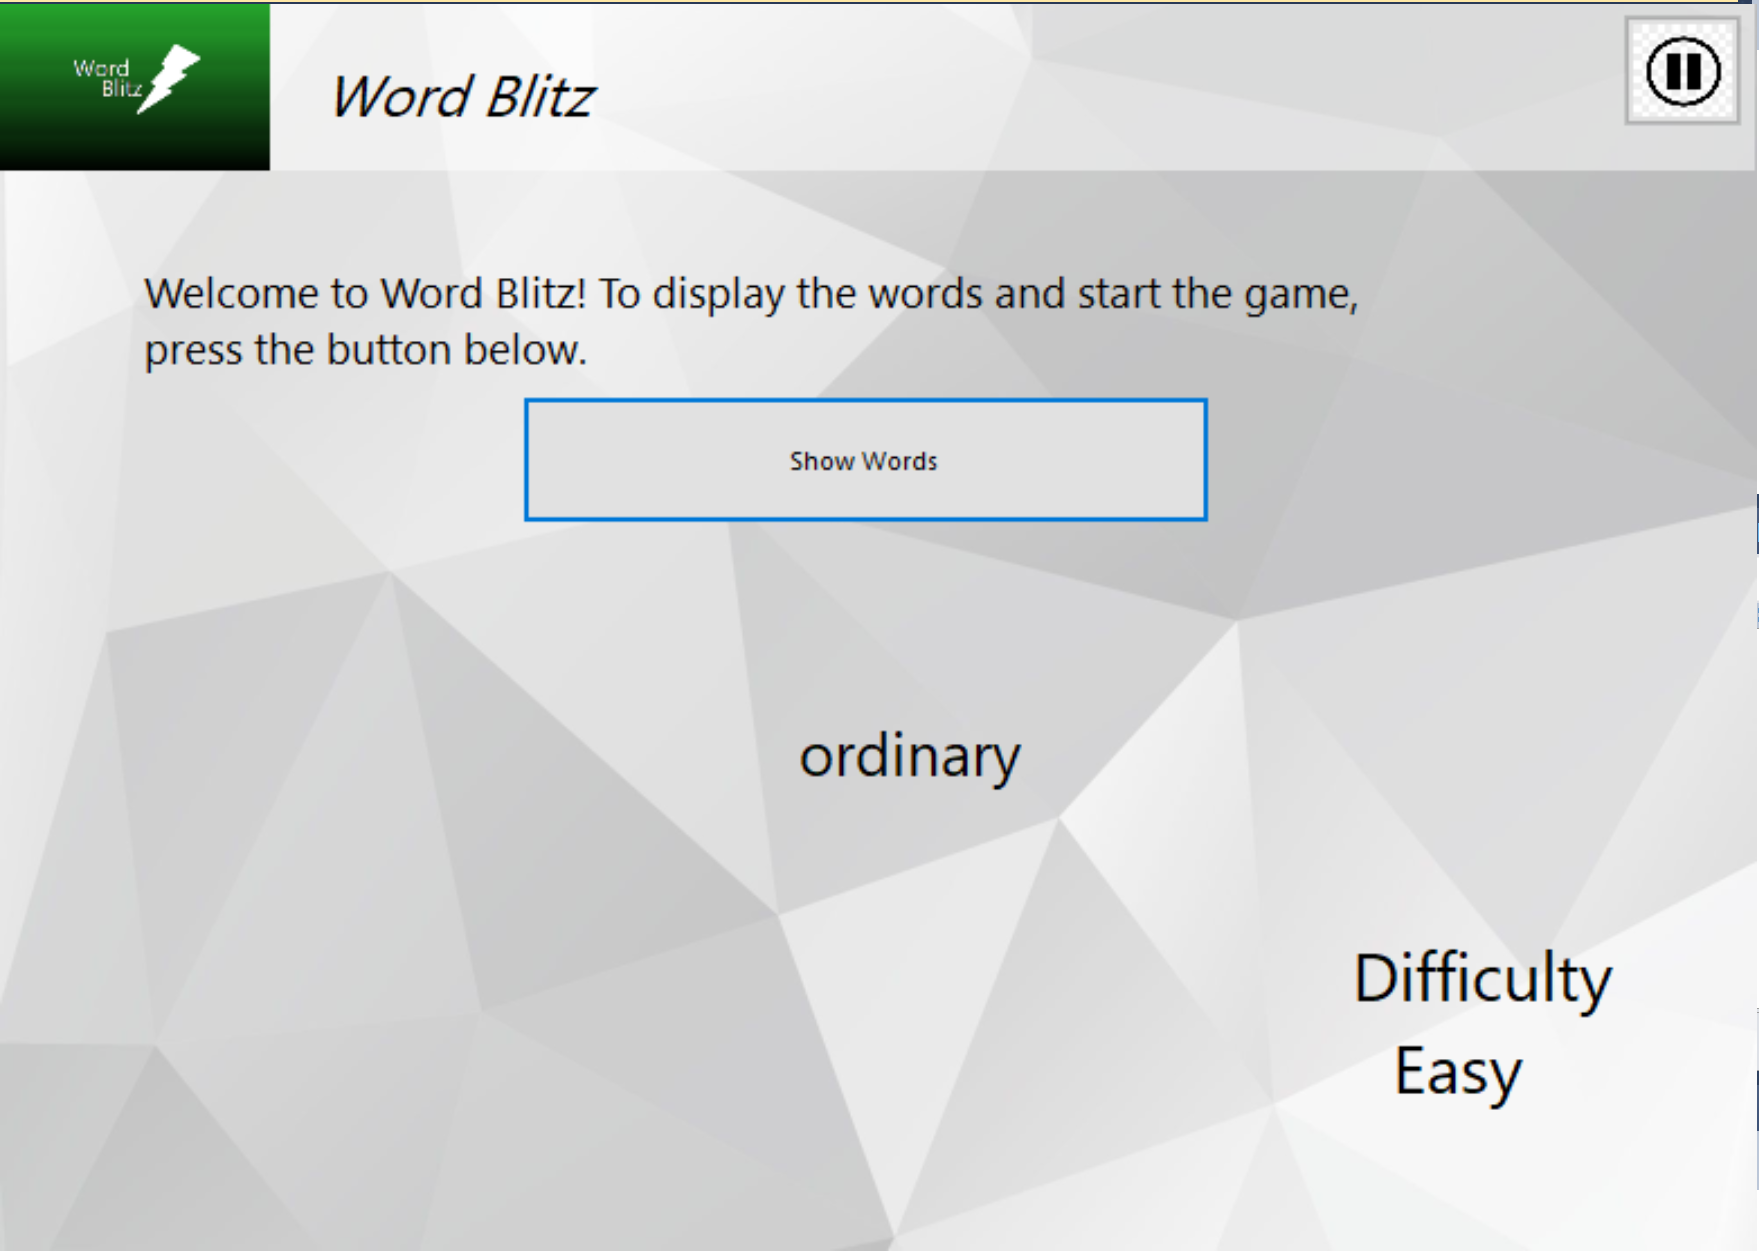 Word
Blitz
Word Blitz
Welcome to Word Blitz! To display the words and start the game,
press the button below.
Show Words
ordinary
Difficulty
Easy